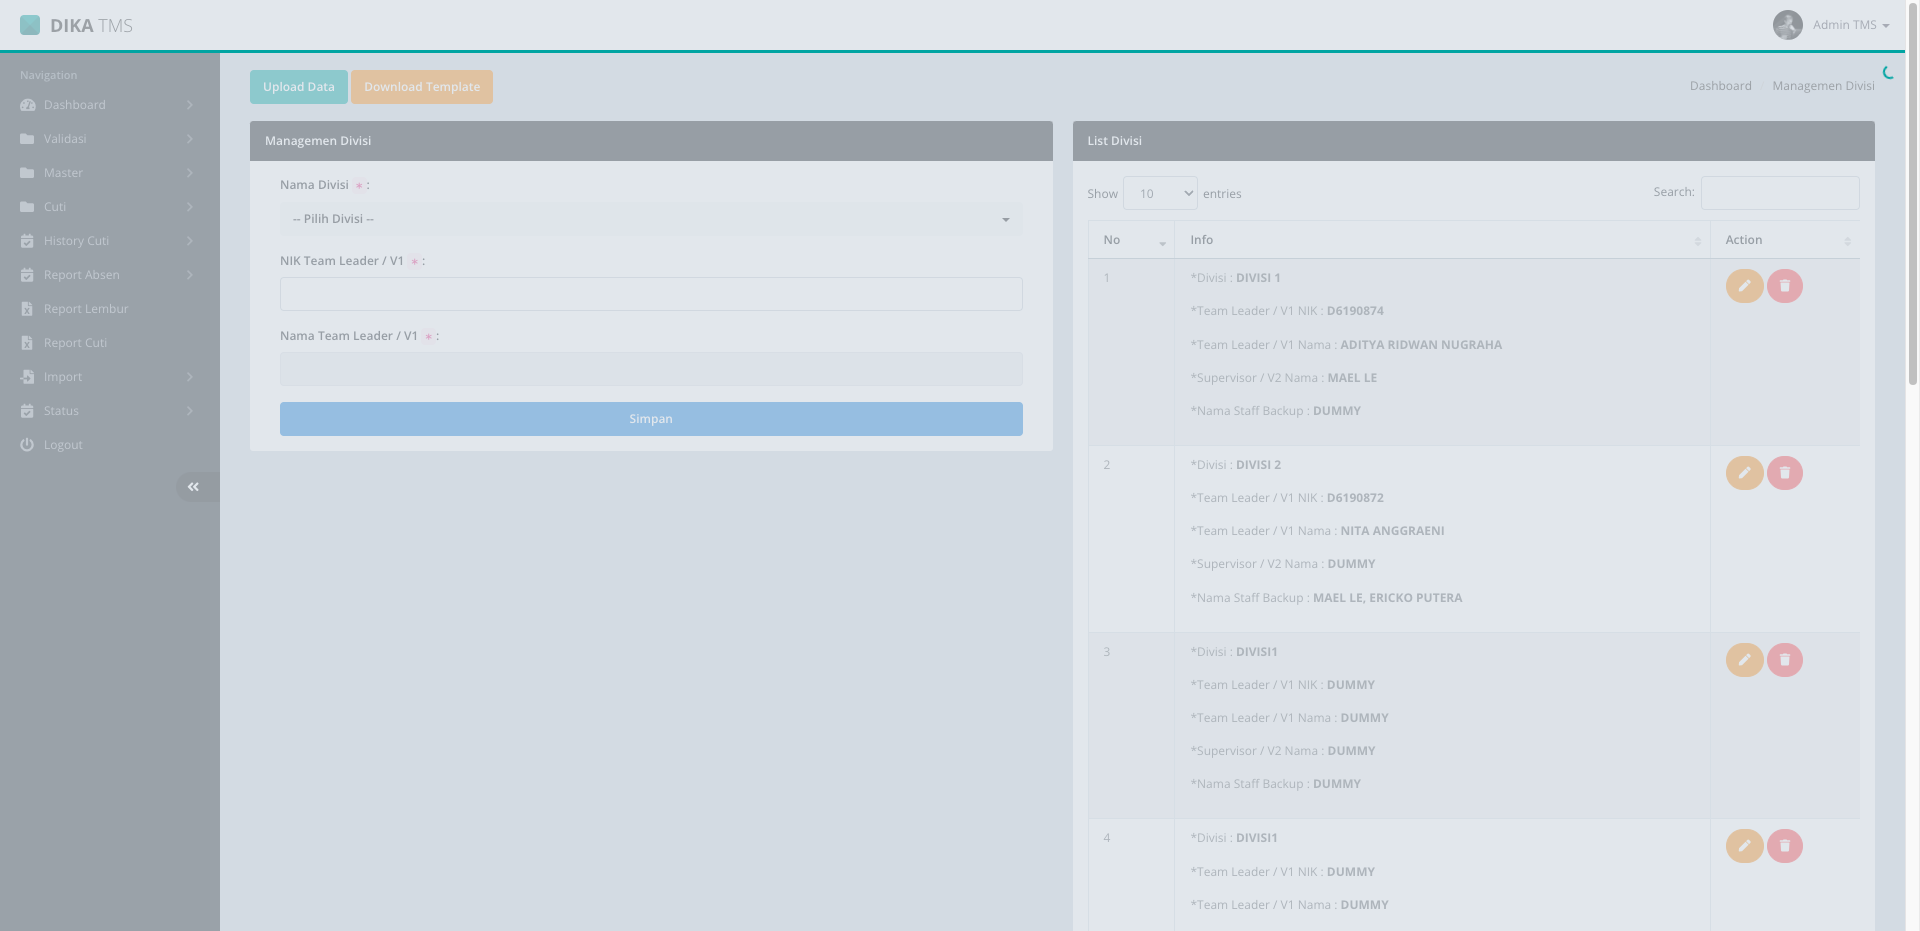 DIKA TMS
Admin TMS
Navigation
Dashboard
Validasi
Master
Cuti
History Cuti
Report Absen
Report Lembur
Report Cuti
Import
Status
Logout
Upload Data
Download Template
Dashboard
Managemen Divisi
Managemen Divisi
Nama Divisi * :
-- Pilih Divisi --
NIK Team Leader / V1 * :
Nama Team Leader / V1 * :
Simpan
List Divisi
Show 10 entries
Search:
No Info Action
1
*Divisi : DIVISI 1
*Team Leader / V1 NIK : D6190874
*Team Leader / V1 Nama : ADITYA RIDWAN NUGRAHA
*Supervisor / V2 Nama : MAEL LE
*Nama Staff Backup : DUMMY
2
*Divisi : DIVISI 2
*Team Leader / V1 NIK : D6190872
*Team Leader / V1 Nama : NITA ANGGRAENI
*Supervisor / V2 Nama : DUMMY
*Nama Staff Backup : MAEL LE, ERICKO PUTERA
3
*Divisi : DIVISI1
*Team Leader / V1 NIK : DUMMY
*Team Leader / V1 Nama : DUMMY
*Supervisor / V2 Nama : DUMMY
*Nama Staff Backup : DUMMY
4
*Divisi : DIVISI1
*Team Leader / V1 NIK : DUMMY
*Team Leader / V1 Nama : DUMMY